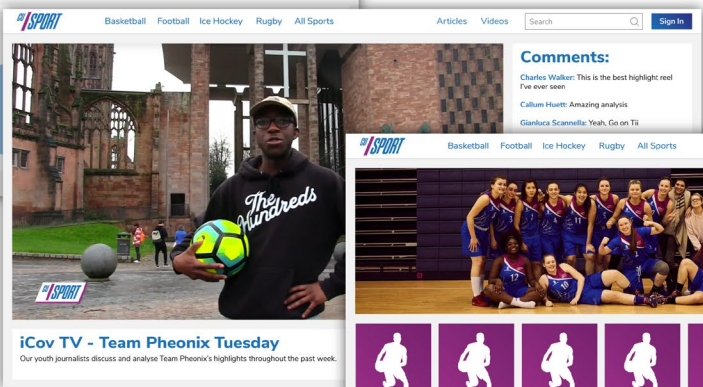 CU SPORT
Basketball Football Ice Hockey Rugby All Sports
Articles Videos
Search
Sign In
Comments:
Charles Walker: This is the best highlight reel
I've ever seen
Callum Huett: Amazing analysis
Gianluca Scannella: Yeah, Go on Tii
The
Hundreds
CU SPORT
iCov TV - Team Pheonix Tuesday
Our youth journalists discuss and analyse Team Pheonix's highlights throughout the past week.
CU SPORT
Basketball Football Ice Hockey Rugby All Sports
17
10